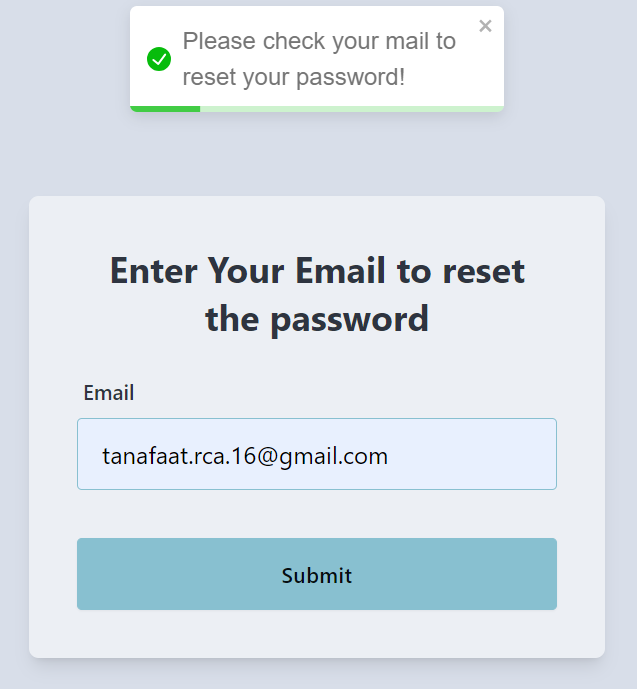 Please check your mail to
reset your password!
Enter Your Email to reset
the password
Email
tanafaat.rca.16@gmail.com
Submit